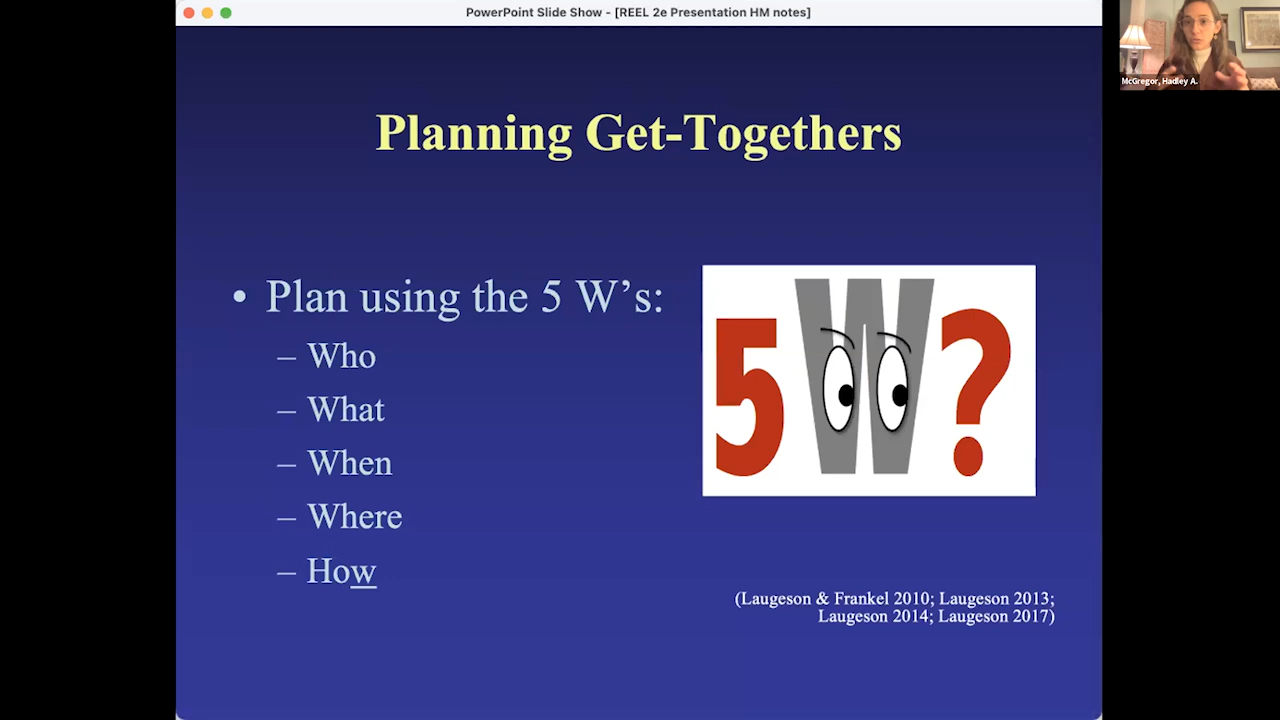 PowerPoint Slide Show - [REEL 2e Presentation HM notes]
McGregor, Hadley A.
Planning Get-Togethers
• Plan using the 5 W's:
– Who
– What
– When
– Where
– How
5 W ?
(Laugeson & Frankel 2010; Laugeson 2013;
Laugeson 2014; Laugeson 2017)